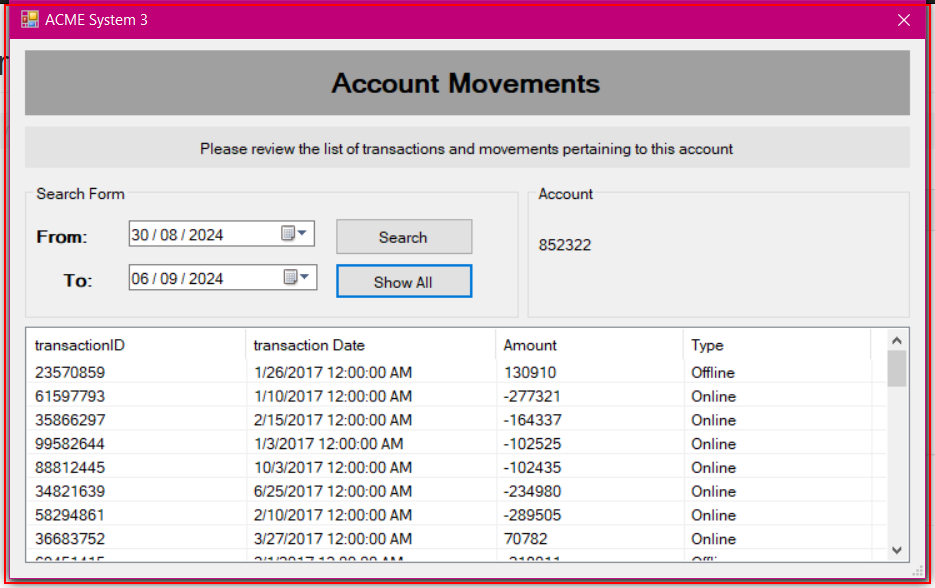 ACME System 3
Account Movements
Please review the list of transactions and movements pertaining to this account
Search Form
From: 30 / 08 / 2024 Search
To: 06 / 09 / 2024 Show All
Account
852322
transactionID transaction Date Amount Type
23570859 1/26/2017 12:00:00 AM 130910 Offline
61597793 1/10/2017 12:00:00 AM -277321 Online
35866297 2/15/2017 12:00:00 AM -164337 Online
99582644 1/3/2017 12:00:00 AM -102525 Online
88812445 10/3/2017 12:00:00 AM -102435 Online
34821639 6/25/2017 12:00:00 AM -234980 Online
58294861 2/10/2017 12:00:00 AM -289505 Online
36683752 3/27/2017 12:00:00 AM 70782 Online